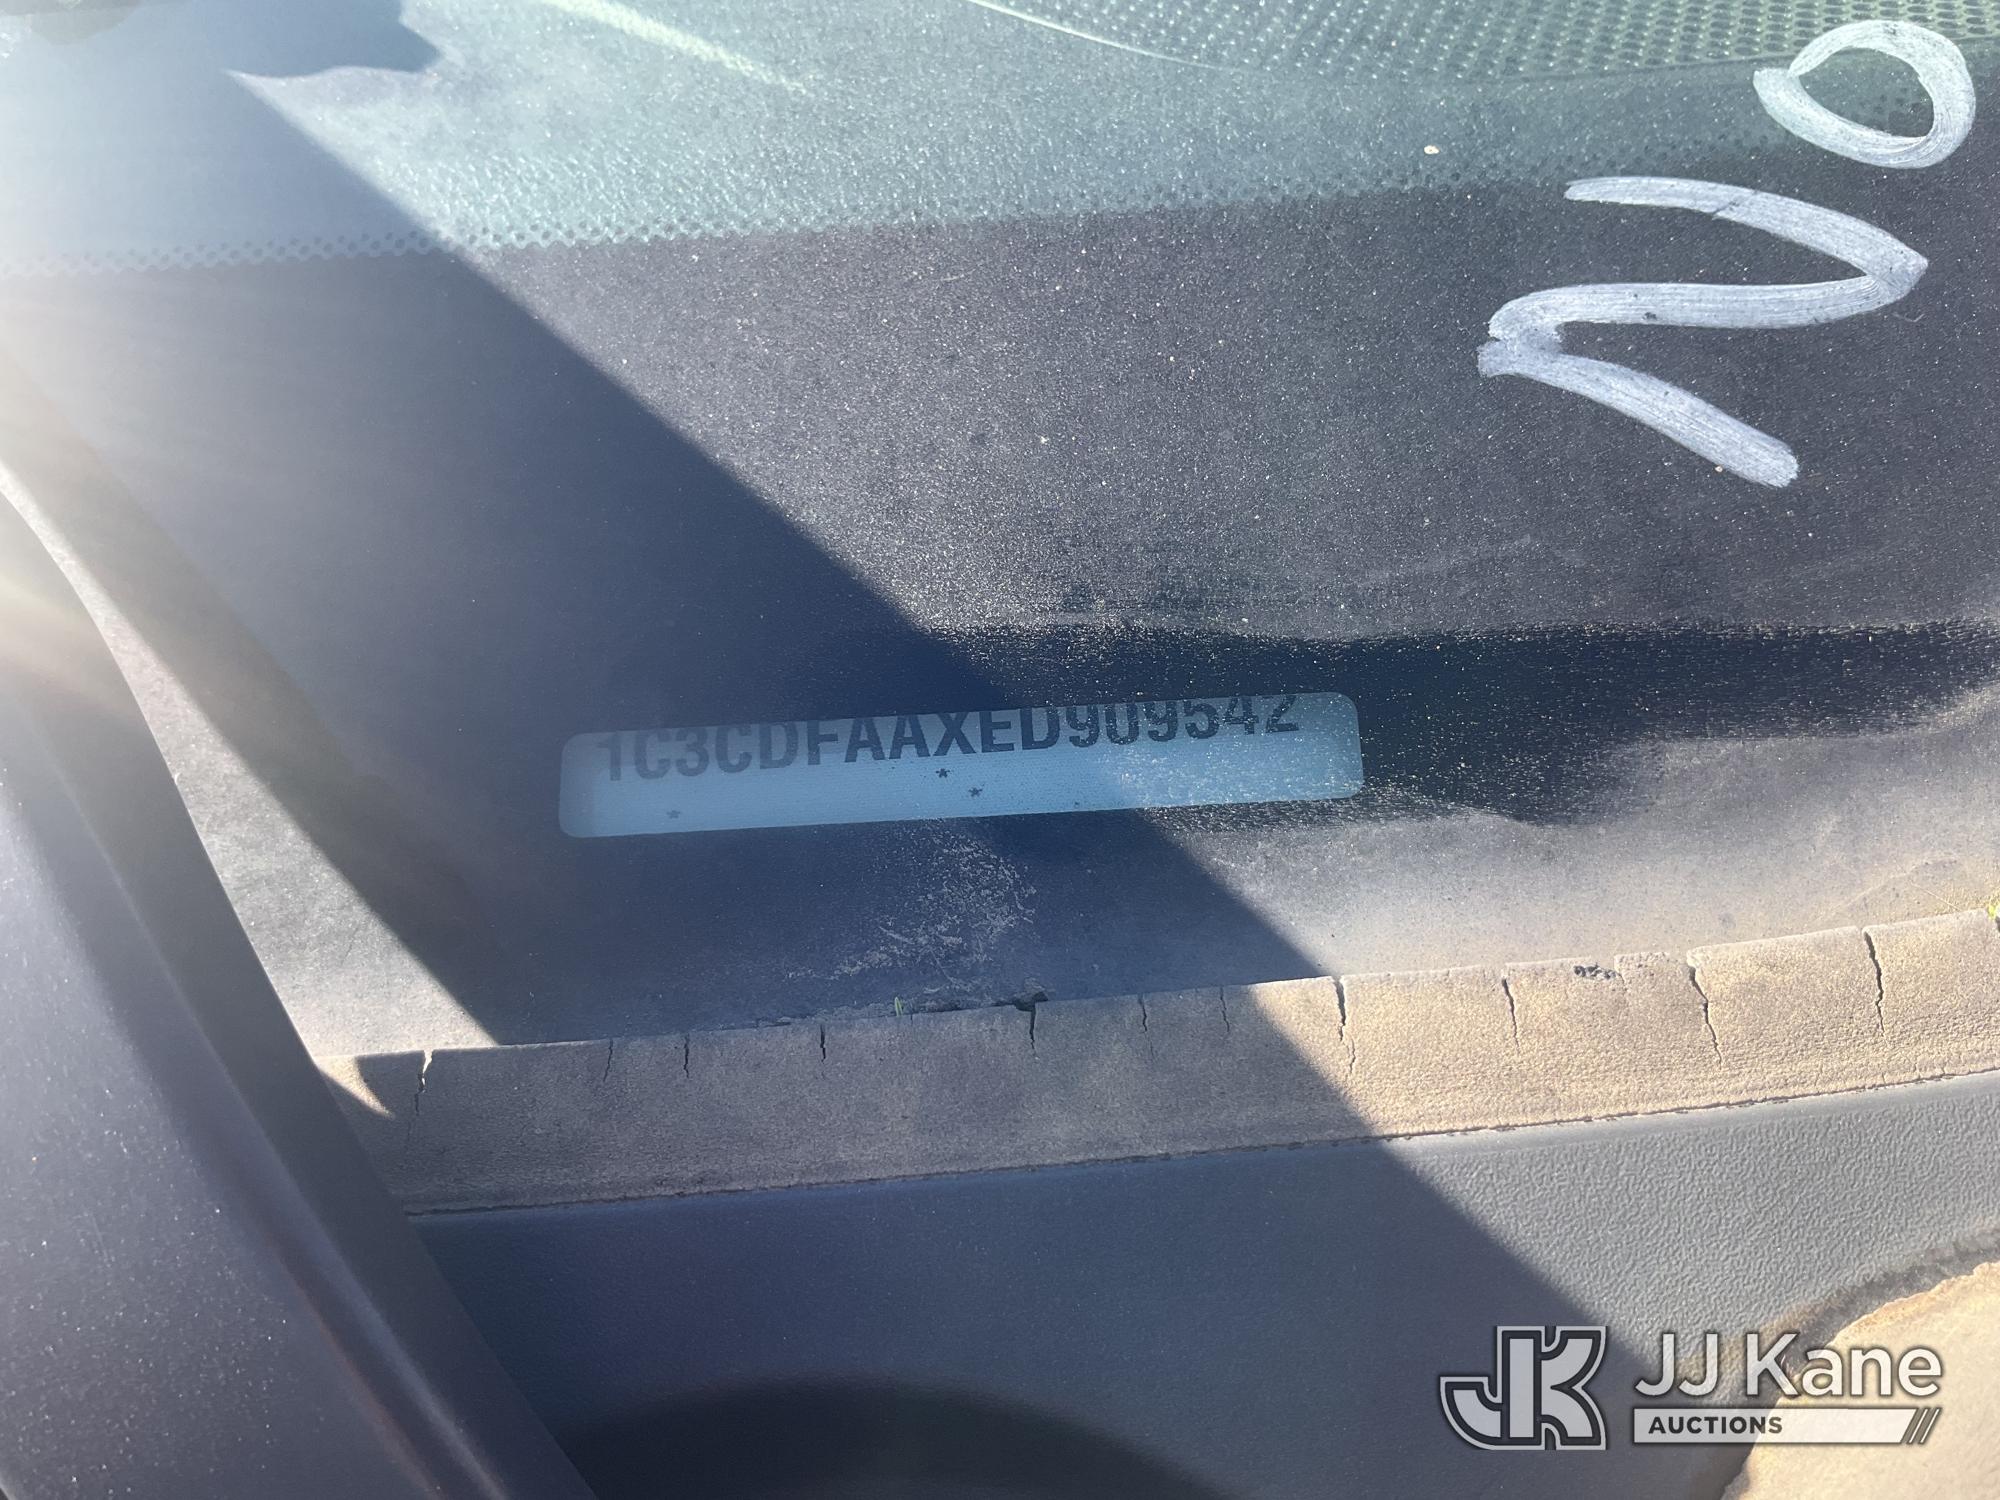 NO
1C3CDFAAXED909542
JJ Kane
AUCTIONS